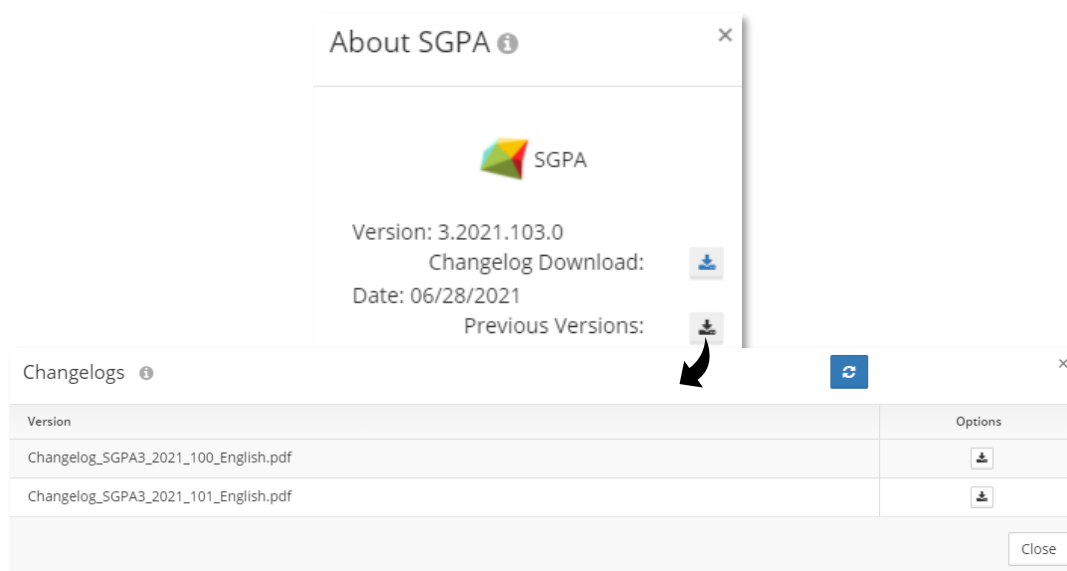 About SGPA
SGPA
Version: 3.2021.103.0
Changelog Download:
Date: 06/28/2021
Previous Versions:
Changelogs
Version Options
Changelog_SGPA3_2021_100_English.pdf
Changelog_SGPA3_2021_101_English.pdf
Close